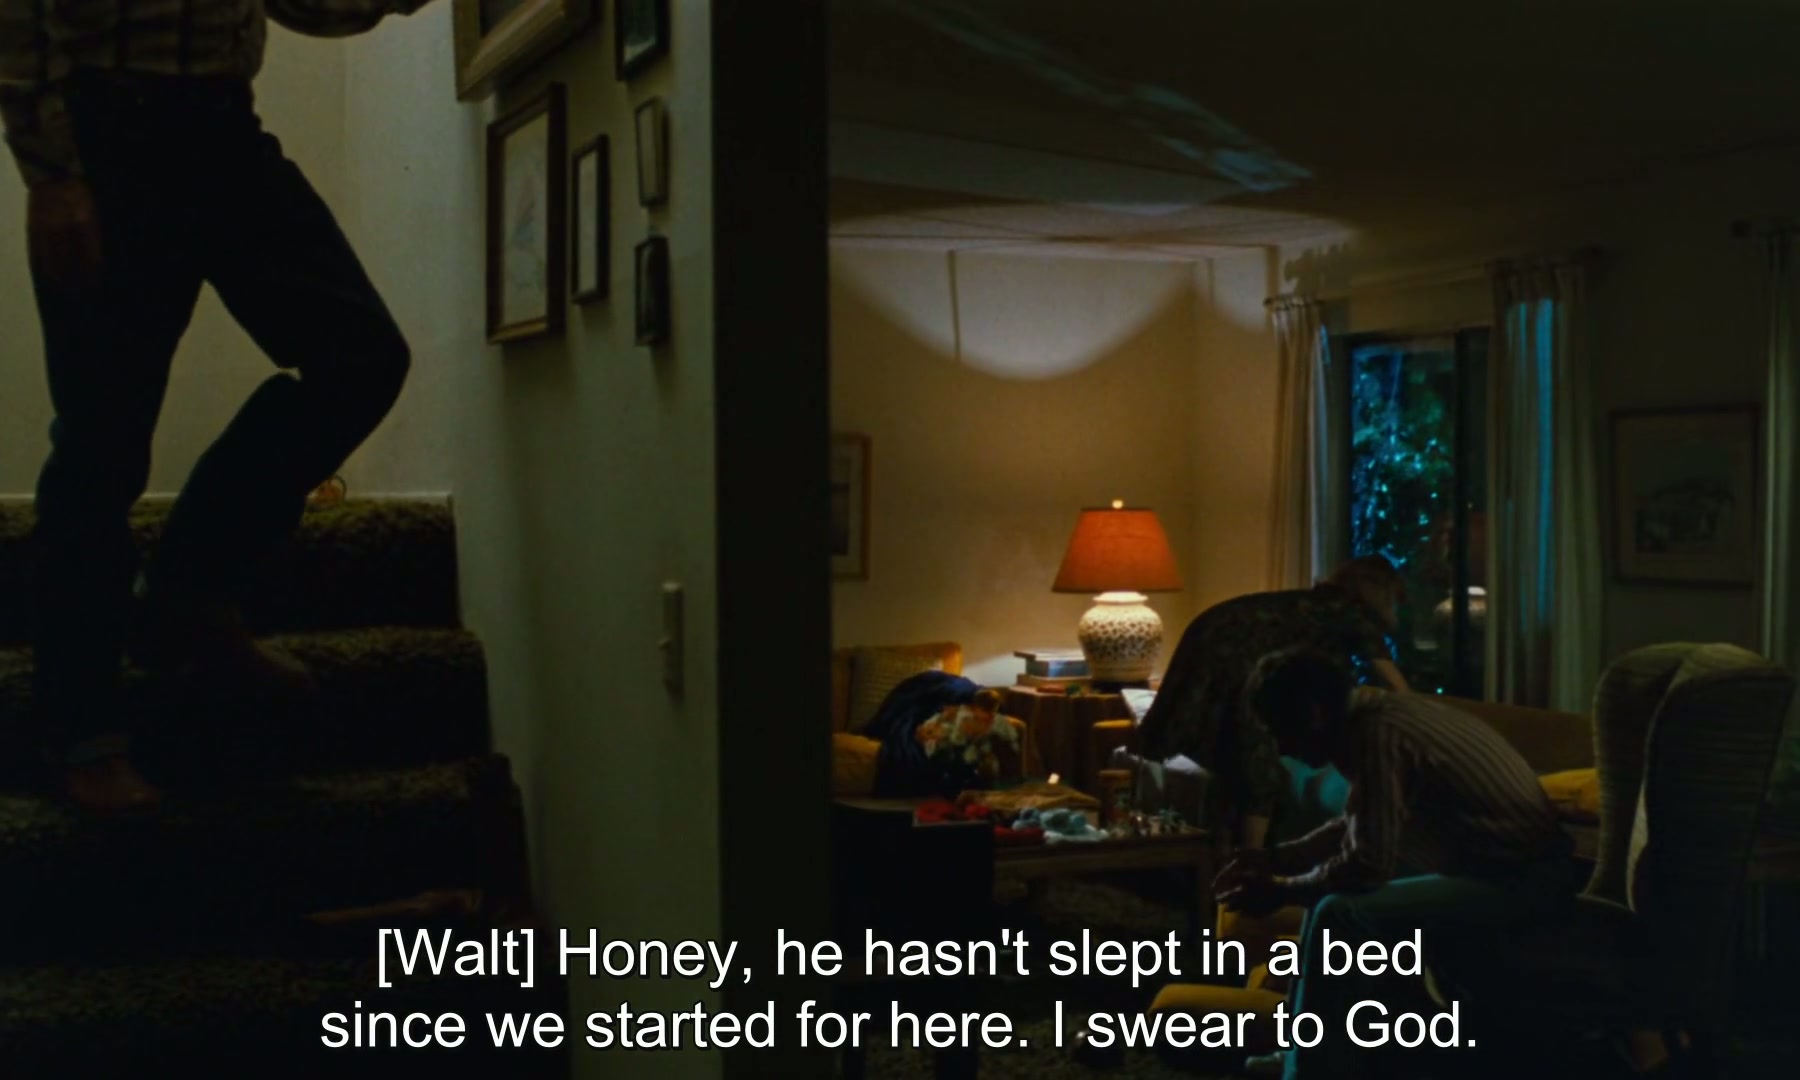 [Walt] Honey, he hasn't slept in a bed
since we started for here. I swear to God.